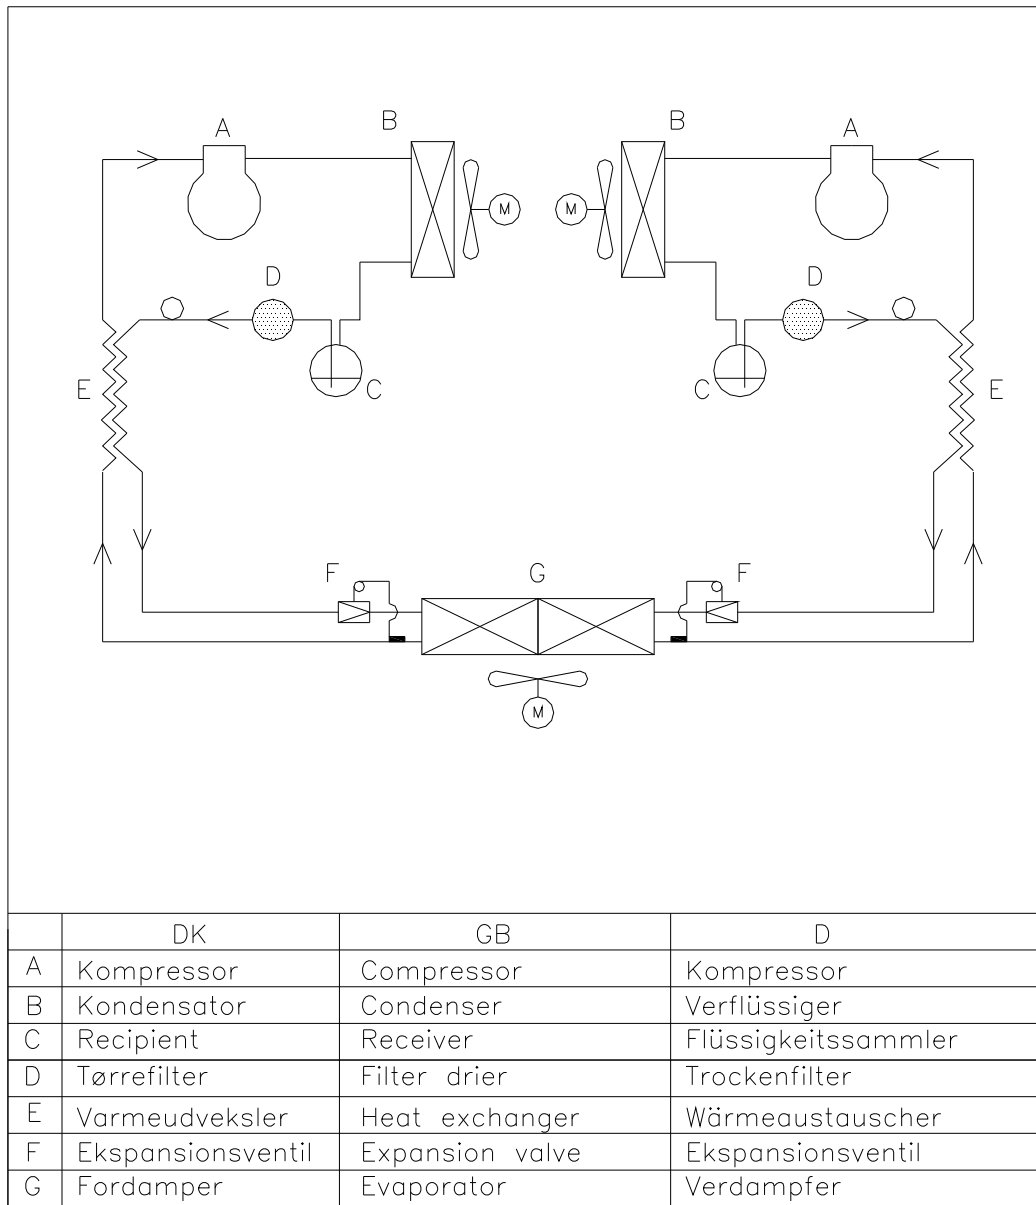 A B B A
M M
D D
E C C E
F G F
M
DK GB D
A Kompressor Compressor Kompressor
B Kondensator Condenser Verflüssiger
C Recipient Receiver Flüssigkeitssammler
D Tørrefilter Filter drier Trockenfilter
E Varmeudveksler Heat exchanger Wärmeaustauscher
F Ekspansionsventil Expansion valve Ekspansionsventil
G Fordamper Evaporator Verdampfer